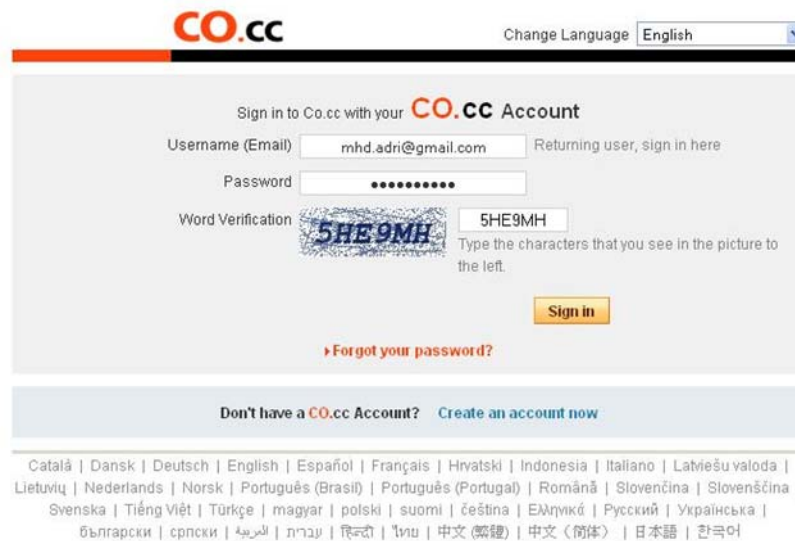 CO.cc
Change Language English
Sign in to Co.cc with your CO.cc Account
Username (Email) mhd.adri@gmail.com Returning user, sign in here
Password ••••••••••
Word Verification 5HE9MH 5HE9MH
Type the characters that you see in the picture to
the left.
Sign in
Forgot your password?
Don't have a CO.cc Account? Create an account now
Català | Dansk | Deutsch | English | Español | Français | Hrvatski | Indonesia | Italiano | Latviešu valoda |
Lietuvių | Nederlands | Norsk | Português (Brasil) | Português (Portugal) | Română | Slovenčina | Slovenščina
Svenska | Tiếng Việt | Türkçe | magyar | polski | suomi | čeština | Ελληνικά | Русский | Українська |
български | српски | العربية | עברית | हिन्दी | ไทย | 中文 (繁體) | 中文（简体） | 日本語 | 한국어